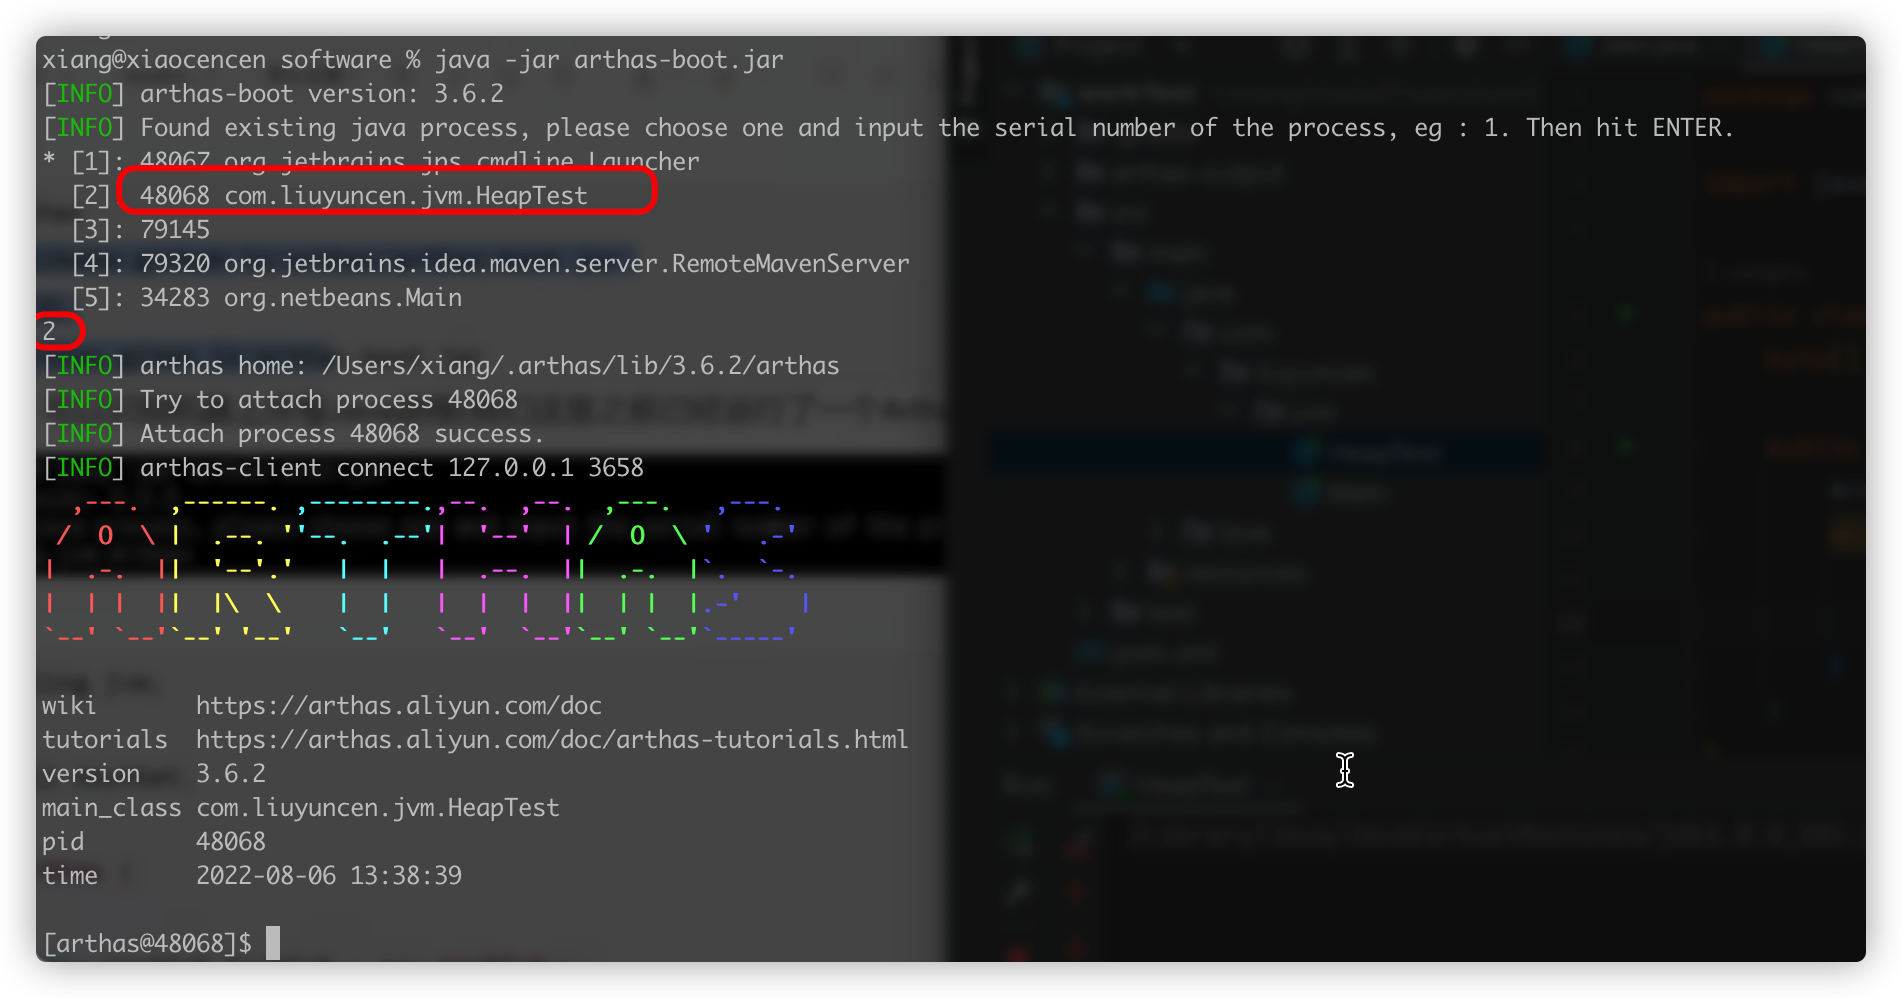 xiang@xiaocencen software % java -jar arthas-boot.jar
[INFO] arthas-boot version: 3.6.2
[INFO] Found existing java process, please choose one and input the serial number of the process, eg : 1. Then hit ENTER.
* [1]: 48067 org.jetbrains.jps.cmdline.Launcher
[2]: 48068 com.liuyuncen.jvm.HeapTest
[3]: 79145
[4]: 79320 org.jetbrains.idea.maven.server.RemoteMavenServer
[5]: 34283 org.netbeans.Main
2
[INFO] arthas home: /Users/xiang/.arthas/lib/3.6.2/arthas
[INFO] Try to attach process 48068
[INFO] Attach process 48068 success.
[INFO] arthas-client connect 127.0.0.1 3658
ARTHAS
wiki https://arthas.aliyun.com/doc
tutorials https://arthas.aliyun.com/doc/arthas-tutorials.html
version 3.6.2
main_class com.liuyuncen.jvm.HeapTest
pid 48068
time 2022-08-06 13:38:39
[arthas@48068]$